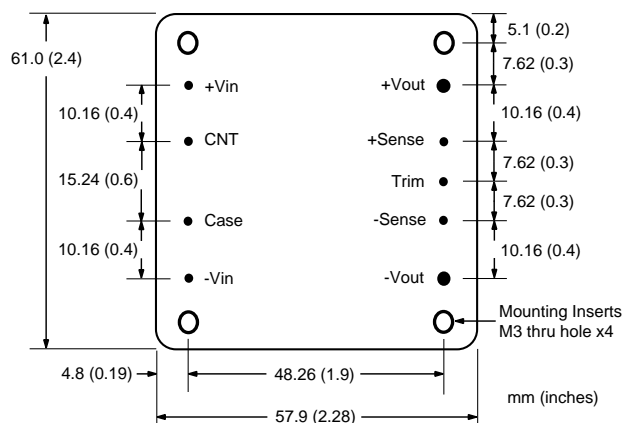 5.1 (0.2)
61.0 (2.4)
7.62 (0.3)
+Vin
+Vout
10.16 (0.4)
10.16 (0.4)
CNT
+Sense
7.62 (0.3)
15.24 (0.6)
Trim
7.62 (0.3)
Case
-Sense
10.16 (0.4)
10.16 (0.4)
-Vin
-Vout
Mounting Inserts
M3 thru hole x4
4.8 (0.19)
48.26 (1.9)
mm (inches)
57.9 (2.28)